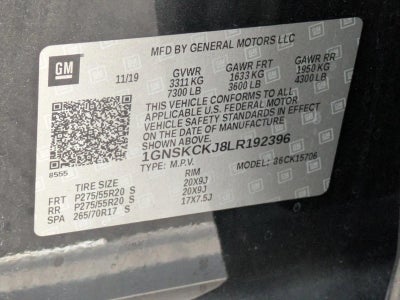 MFD BY GENERAL MOTORS LLC
GM
11/19 GVWR GAWR FRT GAWR RR
3311 KG 1633 KG 1950 KG
7300 LB 3600 LB 4300 LB
THIS VEHICLE CONFORMS TO ALL
APPLICABLE U.S. FEDERAL MOTOR
VEHICLE SAFETY STANDARDS IN EFFECT
ON THE DATE OF MANUFACTURE
SHOWN ABOVE.
1GNSKCKJ8LR192396
8555 TYPE: M.P.V. MODEL: 86CK15706
TIRE SIZE RIM
FRT P275/55R20 S 20X9J
RR P275/55R20 S 20X9J
SPA 265/70R17 S 17X7.5J